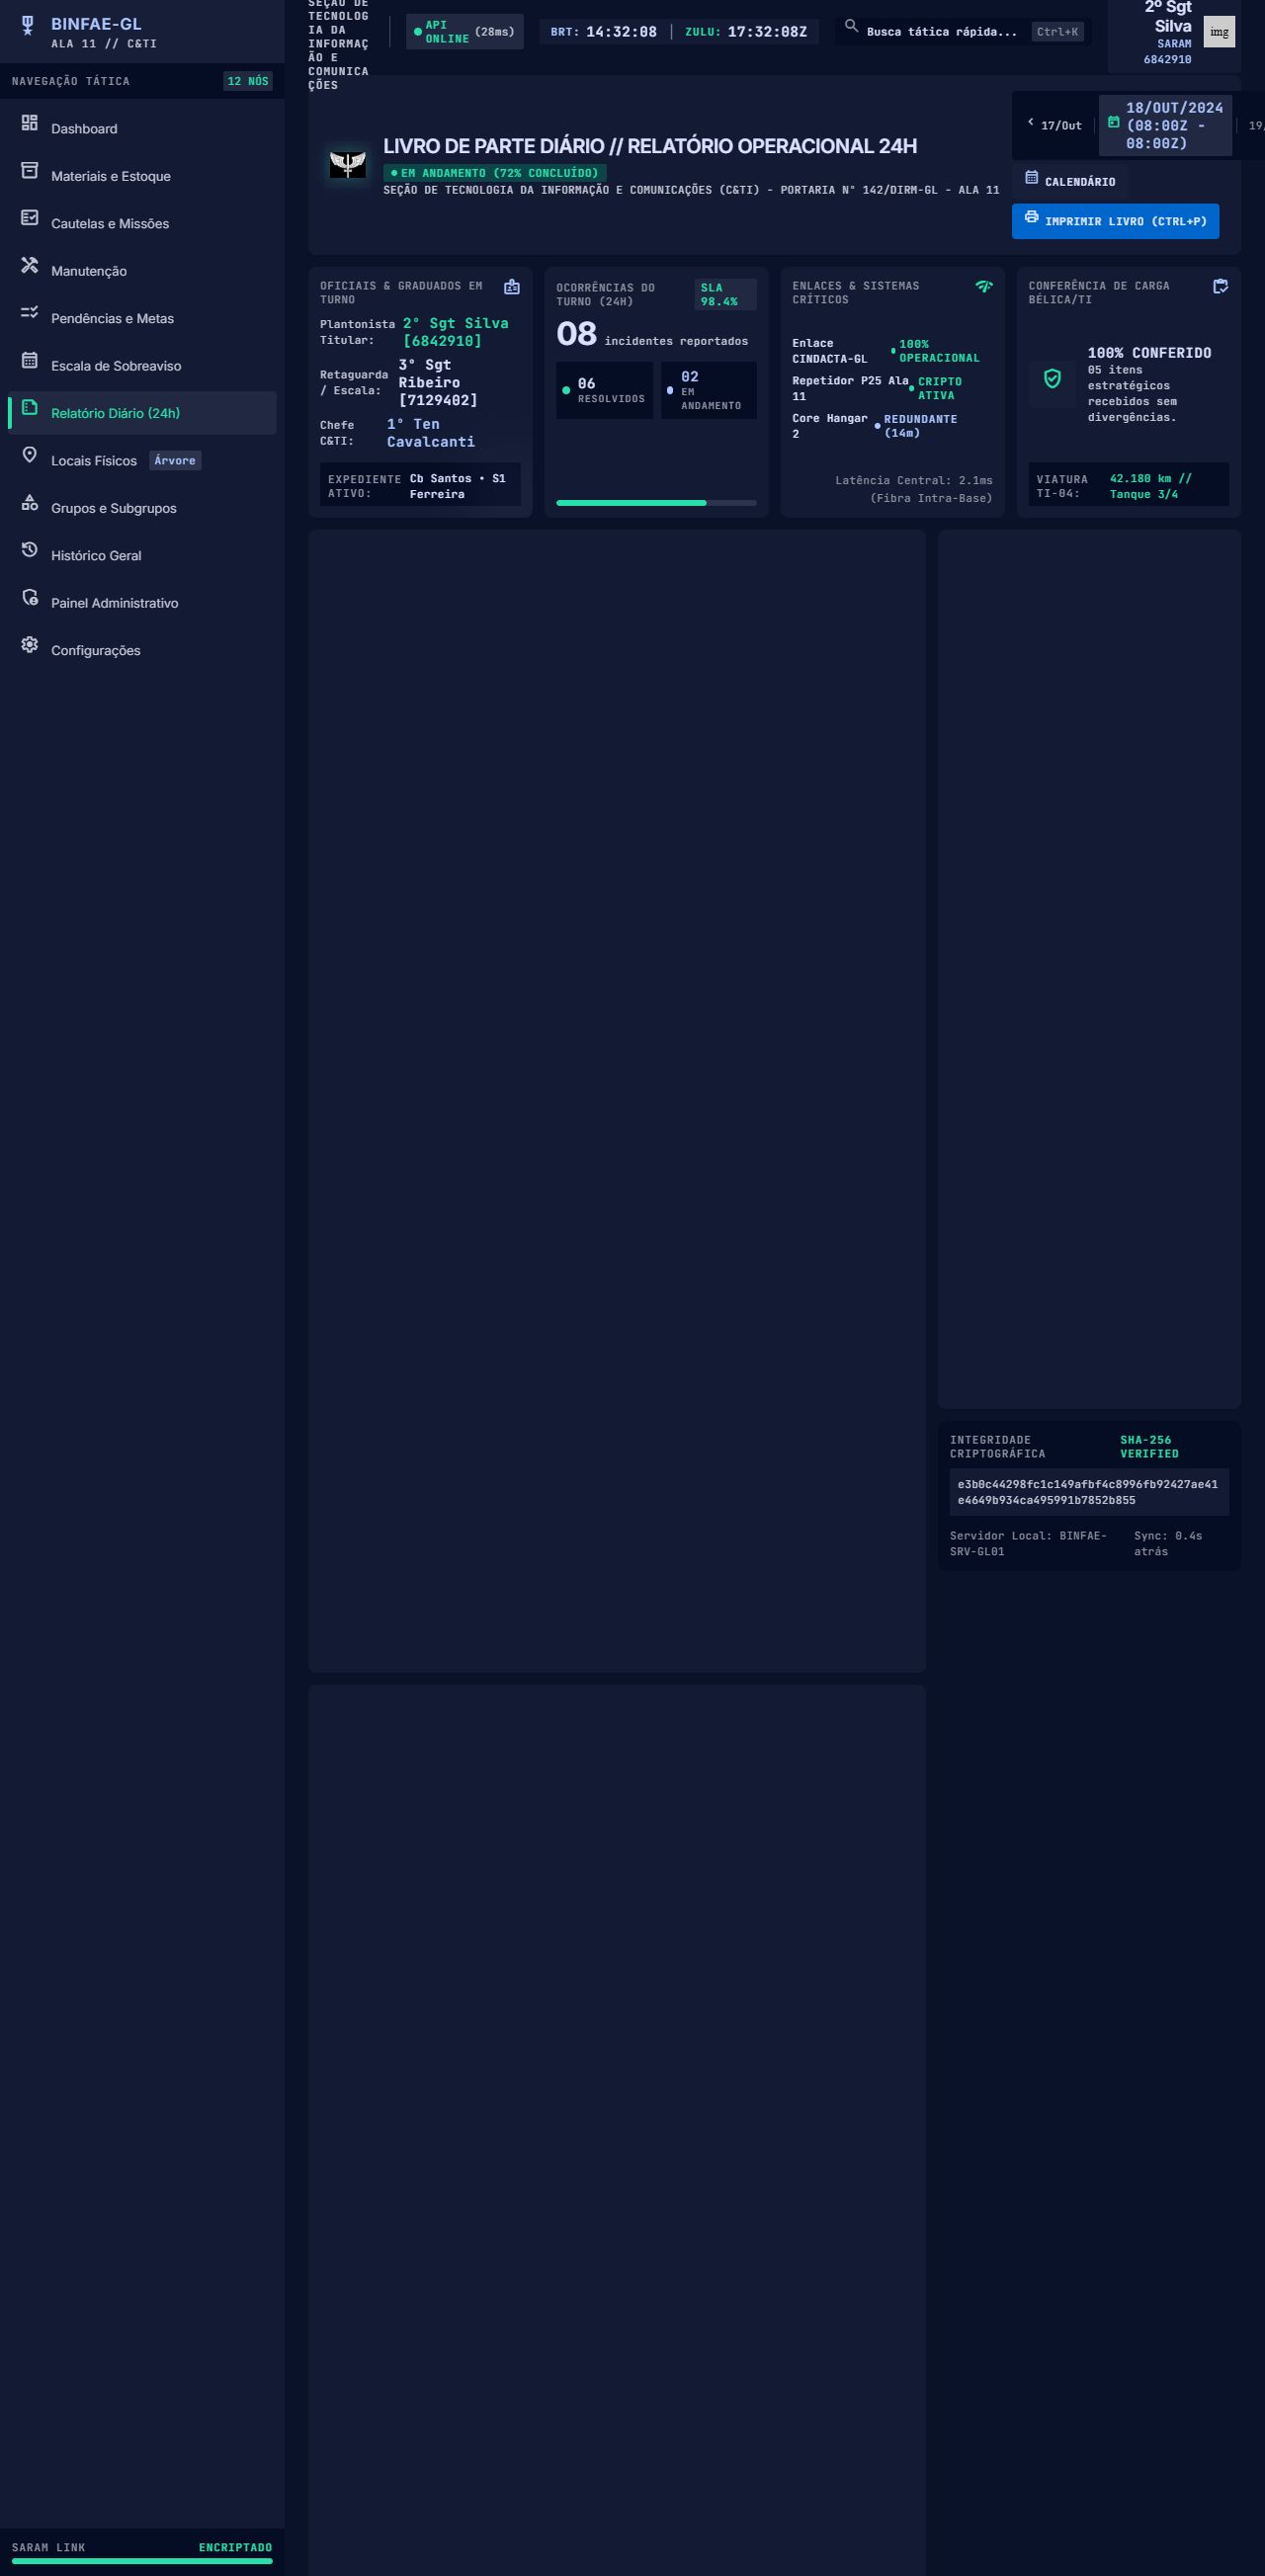 BINFAE-GL
ALA 11 // C&TI
NAVEGAÇÃO TÁTICA
12 NÓS
Dashboard
Materiais e Estoque
Cautelas e Missões
Manutenção
Pendências e Metas
Escala de Sobreaviso
Relatório Diário (24h)
Locais Físicos
Árvore
Grupos e Subgrupos
Histórico Geral
Painel Administrativo
Configurações
SARAM LINK
ENCRIPTADO
SEÇÃO DE
TECNOLOG
IA DA
INFORMAÇ
ÃO E
COMUNICA
ÇÕES
API
ONLINE
(28ms)
BRT: 14:32:08
ZULU: 17:32:08Z
Busca tática rápida...
Ctrl+K
2º Sgt
Silva
SARAM
6842910
img
LIVRO DE PARTE DIÁRIO // RELATÓRIO OPERACIONAL 24H
EM ANDAMENTO (72% CONCLUÍDO)
SEÇÃO DE TECNOLOGIA DA INFORMAÇÃO E COMUNICAÇÕES (C&TI) - PORTARIA Nº 142/DIRM-GL - ALA 11
17/Out
18/OUT/2024
(08:00Z -
08:00Z)
19/
CALENDÁRIO
IMPRIMIR LIVRO (CTRL+P)
OFICIAIS & GRADUADOS EM
TURNO
Plantonista
Titular:
2º Sgt Silva
[6842910]
Retaguarda
/ Escala:
3º Sgt
Ribeiro
[7129402]
Chefe
C&TI:
1º Ten
Cavalcanti
EXPEDIENTE
ATIVO:
Cb Santos • S1
Ferreira
OCORRÊNCIAS DO
TURNO (24H)
SLA
98.4%
08 incidentes reportados
06
RESOLVIDOS
02
EM
ANDAMENTO
ENLACES & SISTEMAS
CRÍTICOS
Enlace
CINDACTA-GL
100%
OPERACIONAL
Repetidor P25 Ala
11
CRIPTO
ATIVA
Core Hangar
2
REDUNDANTE
(14m)
Latência Central: 2.1ms
(Fibra Intra-Base)
CONFERÊNCIA DE CARGA
BÉLICA/TI
100% CONFERIDO
05 itens
estratégicos
recebidos sem
divergências.
VIATURA
TI-04:
42.180 km //
Tanque 3/4
INTEGRIDADE
CRIPTOGRÁFICA
SHA-256
VERIFIED
e3b0c44298fc1c149afbf4c8996fb92427ae41
e4649b934ca495991b7852b855
Servidor Local: BINFAE-
SRV-GL01
Sync: 0.4s
atrás